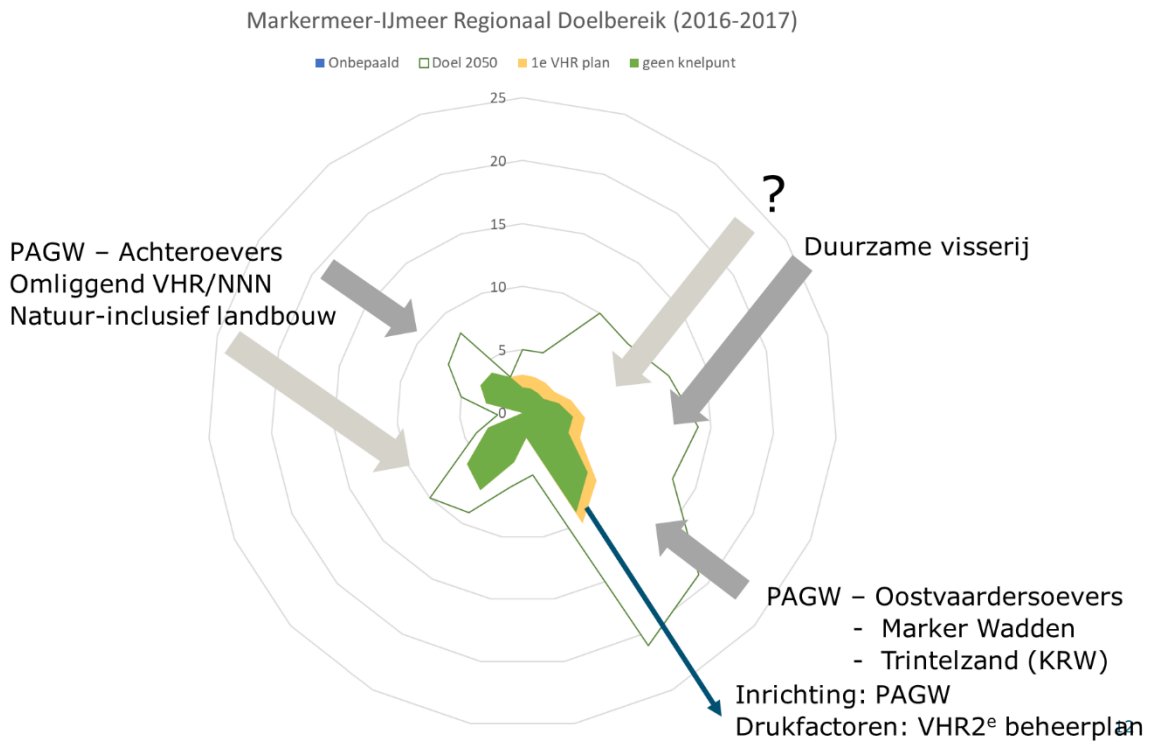 Markermeer-IJmeer Regionaal Doelbereik (2016-2017)
Onbepaald Doel 2050 1e VHR plan geen knelpunt
25
20
15
10
5
0
?
Duurzame visserij
PAGW – Achteroevers
Omliggend VHR/NNN
Natuur-inclusief landbouw
PAGW – Oostvaardersoevers
- Marker Wadden
- Trintelzand (KRW)
Inrichting: PAGW
Drukfactoren: VHR2ᵉ beheerplan
12